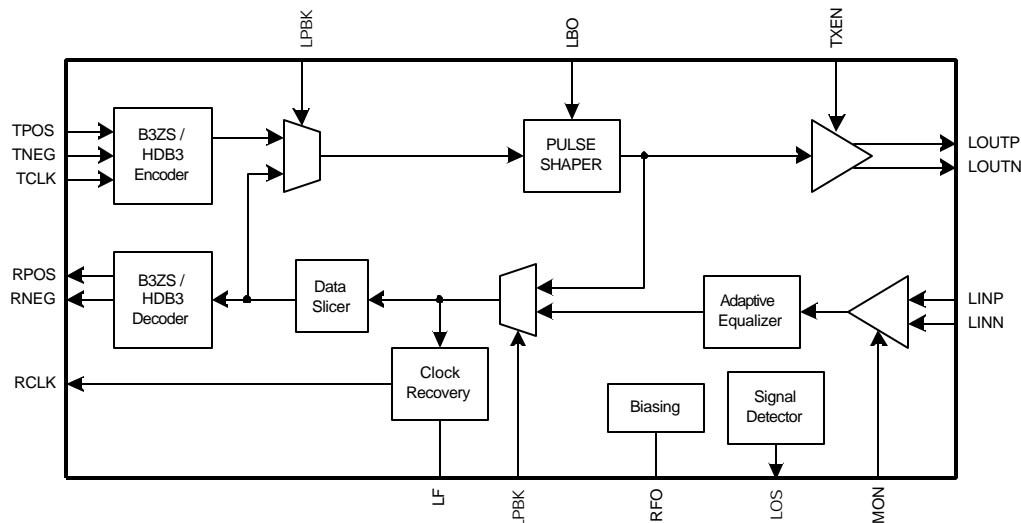 LPBK
LBO
TXEN
TPOS
TNEG
TCLK
B3ZS /
HDB3
Encoder
PULSE
SHAPER
LOUTP
LOUTN
RPOS
RNEG
B3ZS /
HDB3
Decoder
Data
Slicer
Adaptive
Equalizer
LINP
LINN
RCLK
Clock
Recovery
Biasing
Signal
Detector
LF
LPBK
RFO
LOS
MON